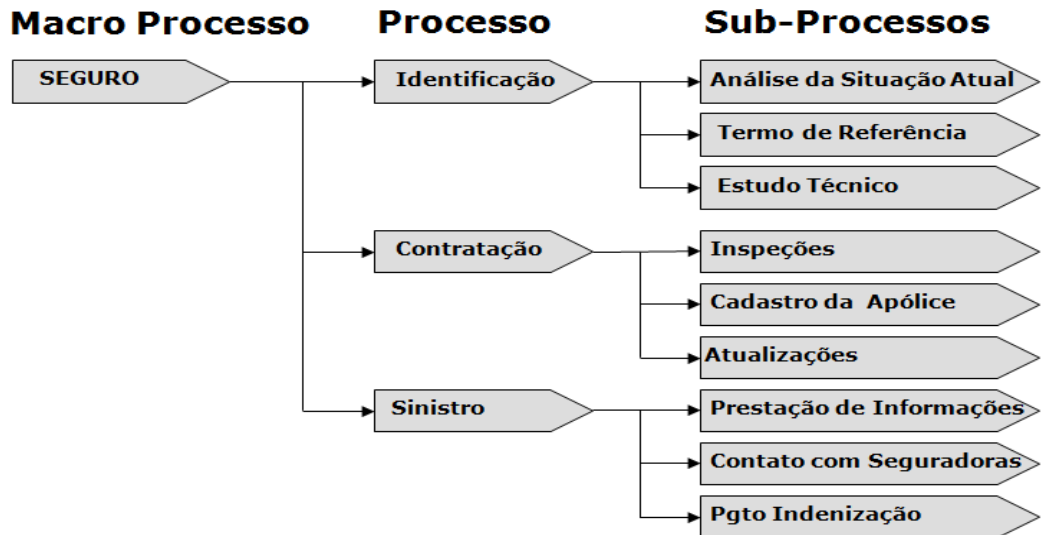 Macro Processo
Processo
Sub-Processos
SEGURO
Identificação
Análise da Situação Atual
Termo de Referência
Estudo Técnico
Contratação
Inspeções
Cadastro da Apólice
Atualizações
Sinistro
Prestação de Informações
Contato com Seguradoras
Pgto Indenização